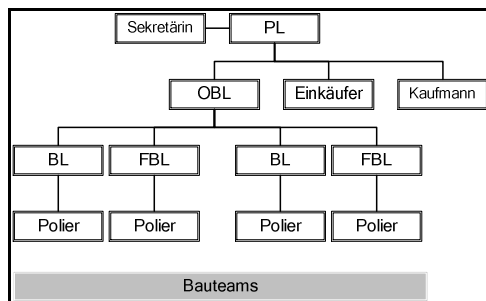 Sekretärin PL
OBL Einkäufer Kaufmann
BL FBL BL FBL
Polier Polier Polier Polier
Bauteams